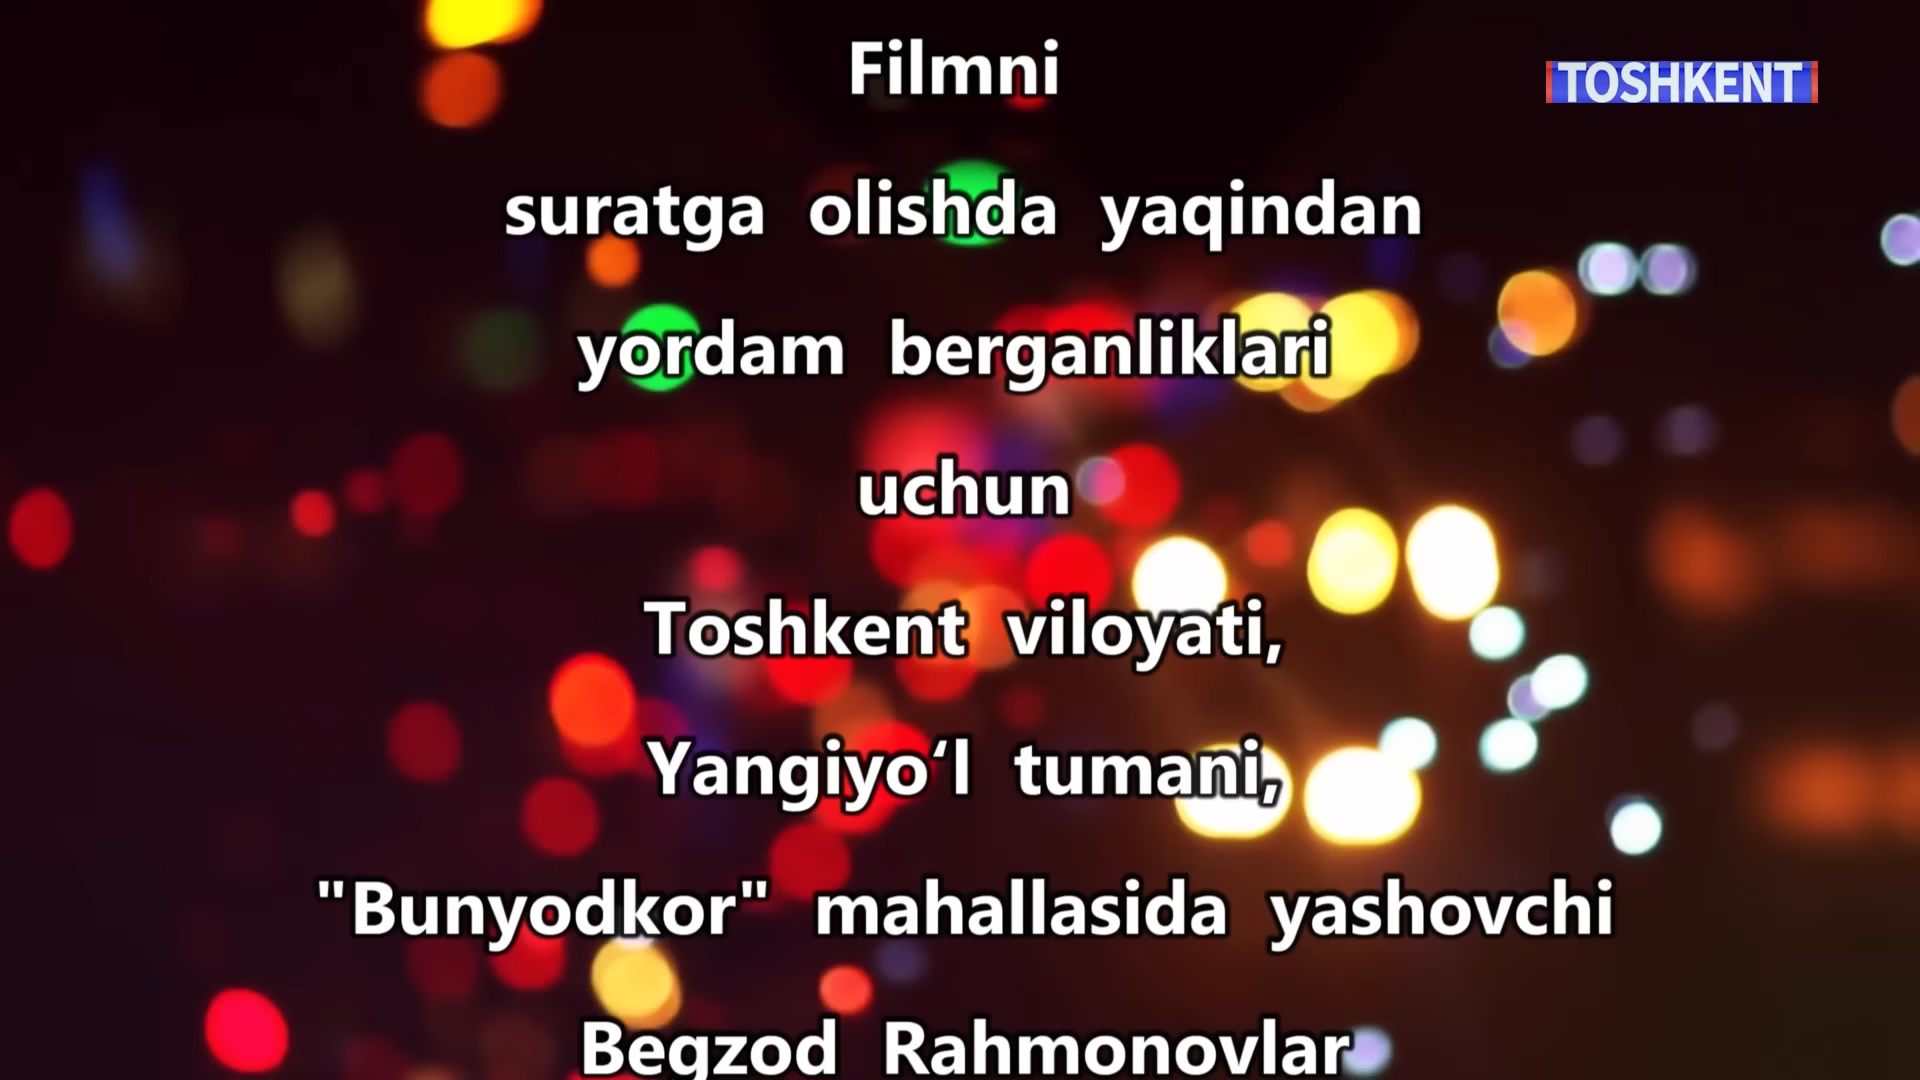 Filmni
TOSHKENT
suratga olishda yaqindan
yordam berganliklari
uchun
Toshkent viloyati,
Yangiyo‘l tumani,
"Bunyodkor" mahallasida yashovchi
Begzod Rahmonovlar